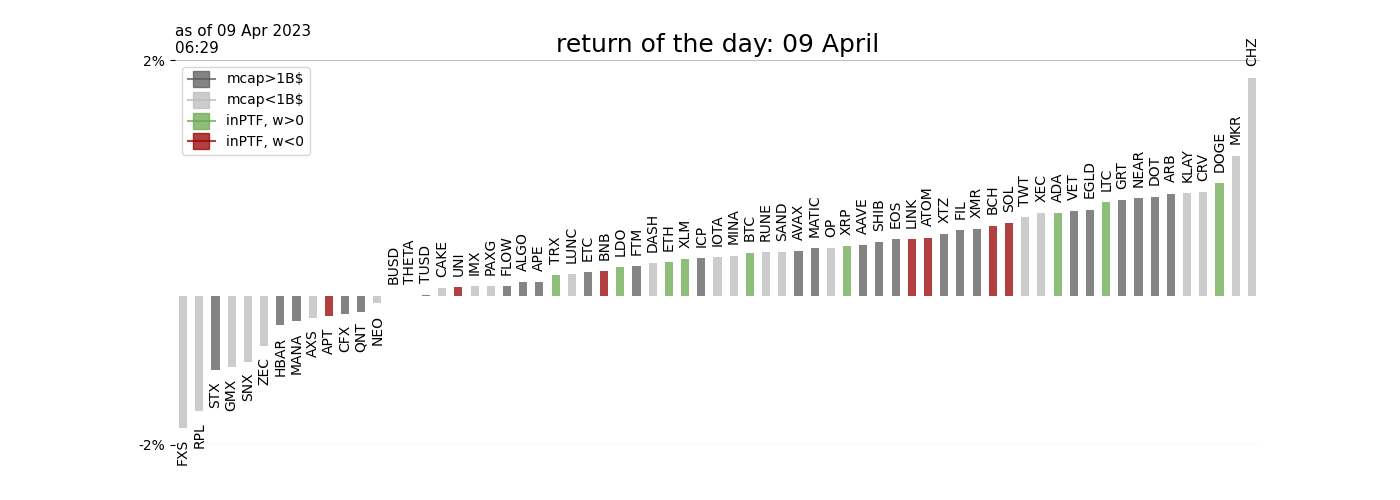 as of 09 Apr 2023
06:29
return of the day: 09 April
2%
-2%
mcap>1B$
mcap<1B$
inPTF, w>0
inPTF, w<0
FXS
RPL
STX
GMX
SNX
ZEC
HBAR
MANA
AXS
APT
CFX
QNT
NEO
BUSD
THETA
TUSD
CAKE
UNI
IMX
PAXG
FLOW
ALGO
APE
TRX
LUNC
ETC
BNB
LDO
FTM
DASH
ETH
XLM
ICP
IOTA
MINA
BTC
RUNE
SAND
AVAX
MATIC
OP
XRP
AAVE
SHIB
EOS
LINK
ATOM
XTZ
FIL
XMR
BCH
SOL
TWT
XEC
ADA
VET
EGLD
LTC
GRT
NEAR
DOT
ARB
KLAY
CRV
DOGE
MKR
CHZ